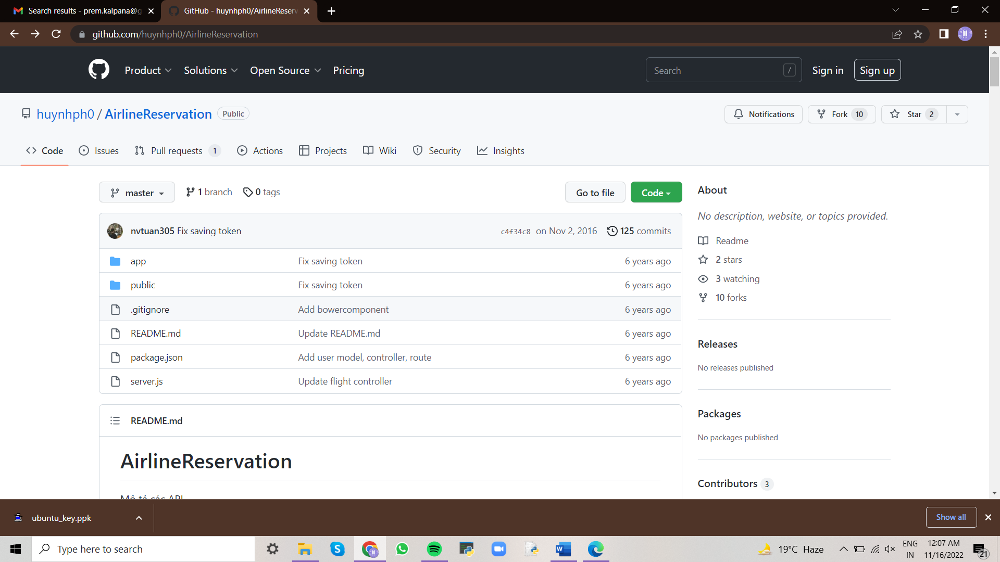 Search results - prem.kalpana@g
GitHub - huynhph0/AirlineReserv
github.com/huynhph0/AirlineReservation
Product
Solutions
Open Source
Pricing
Search /
Sign in
Sign up
huynhph0 / AirlineReservation Public
Notifications
Fork 10
Star 2
Code
Issues
Pull requests 1
Actions
Projects
Wiki
Security
Insights
master
1 branch
0 tags
Go to file
Code
nvtuan305 Fix saving token c4f34c8 on Nov 2, 2016 125 commits
app Fix saving token 6 years ago
public Fix saving token 6 years ago
.gitignore Add bowercomponent 6 years ago
README.md Update README.md 6 years ago
package.json Add user model, controller, route 6 years ago
server.js Update flight controller 6 years ago
README.md
AirlineReservation
Mô tả các API
About
No description, website, or topics provided.
Readme
2 stars
3 watching
10 forks
Releases
No releases published
Packages
No packages published
Contributors 3
ubuntu_key.ppk
Show all
Type here to search
19°C Haze
ENG
IN
12:07 AM
11/16/2022
21